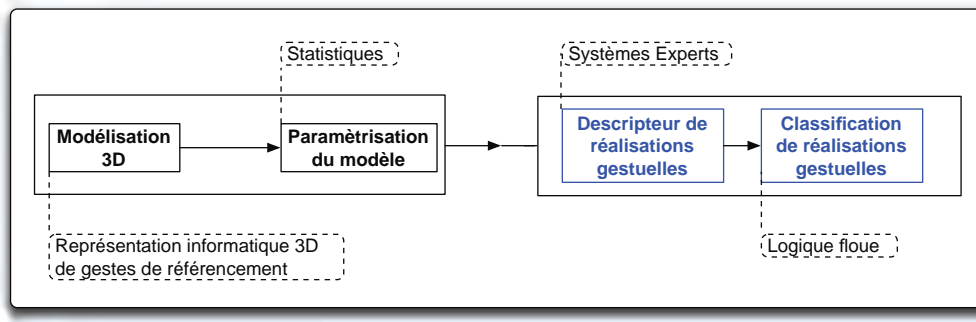 Statistiques
Systèmes Experts
Modélisation
3D
Paramètrisation
du modèle
Descripteur de
réalisations
gestuelles
Classification
de réalisations
gestuelles
Réprésentation informatique 3D
de gestes de référencement
Logique floue